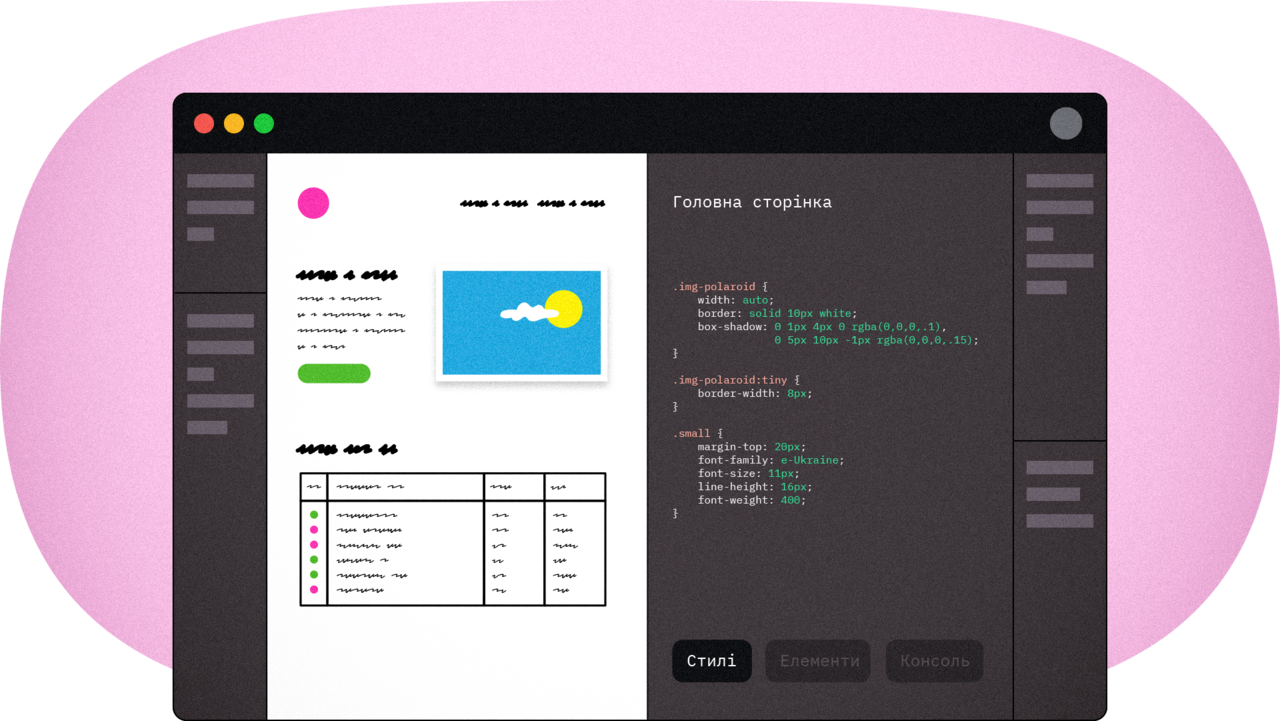 Головна сторінка
.img-polaroid {
    width: auto;
    border: solid 10px white;
    box-shadow: 0 1px 4px 0 rgba(0,0,0,.1),
                0 5px 10px -1px rgba(0,0,0,.15);
}
.img-polaroid:tiny {
    border-width: 8px;
}
.small {
    margin-top: 20px;
    font-family: e-Ukraine;
    font-size: 11px;
    line-height: 16px;
    font-weight: 400;
}
Стилі Елементи Консоль